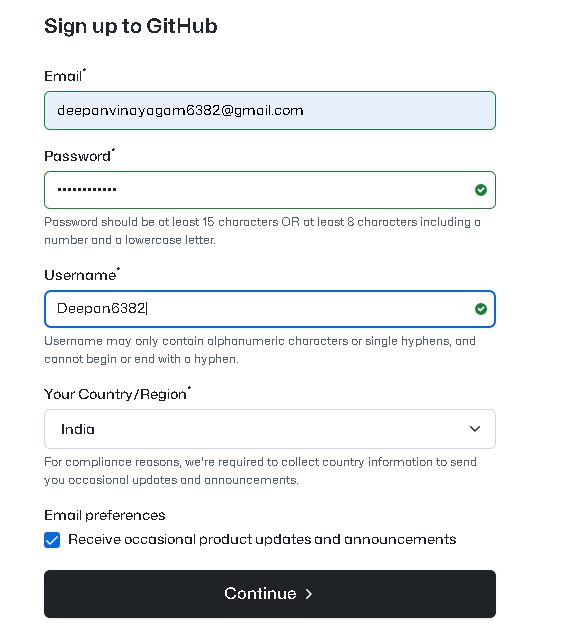 Sign up to GitHub
Email*
deepanvinayagam6382@gmail.com
Password*
••••••••••••
Password should be at least 15 characters OR at least 8 characters including a
number and a lowercase letter.
Username*
Deepan6382
Username may only contain alphanumeric characters or single hyphens, and
cannot begin or end with a hyphen.
Your Country/Region*
India
For compliance reasons, we're required to collect country information to send
you occasional updates and announcements.
Email preferences
Receive occasional product updates and announcements
Continue >